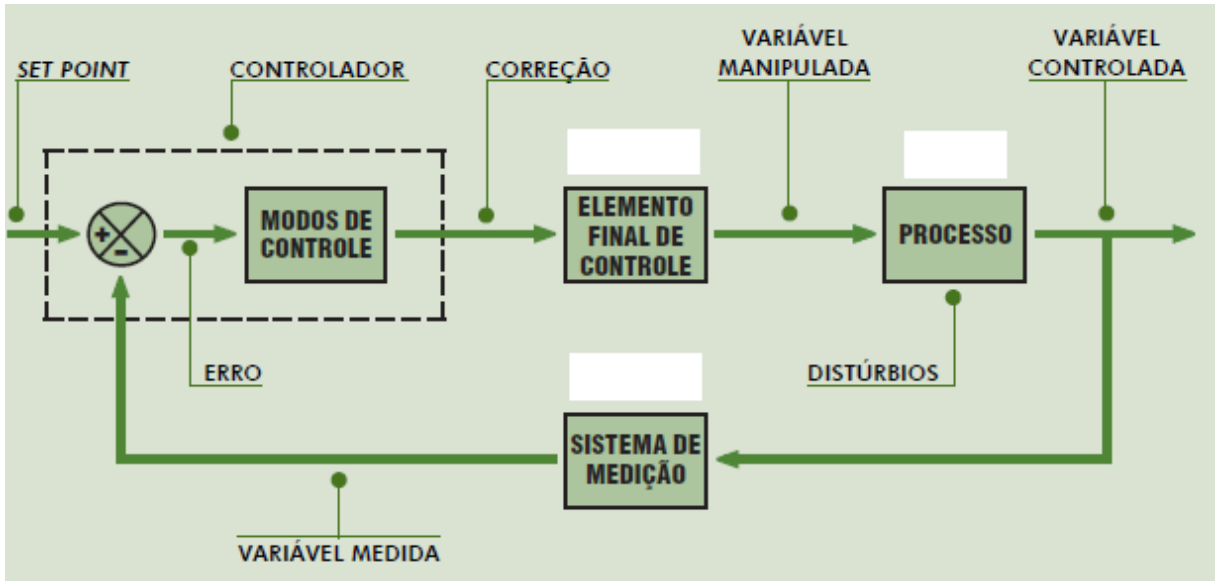 SET POINT
CONTROLADOR
CORREÇÃO
VARIÁVEL
MANIPULADA
VARIÁVEL
CONTROLADA
+
-
MODOS DE
CONTROLE
ELEMENTO
FINAL DE
CONTROLE
PROCESSO
ERRO
DISTÚRBIOS
SISTEMA DE
MEDIÇÃO
VARIÁVEL MEDIDA